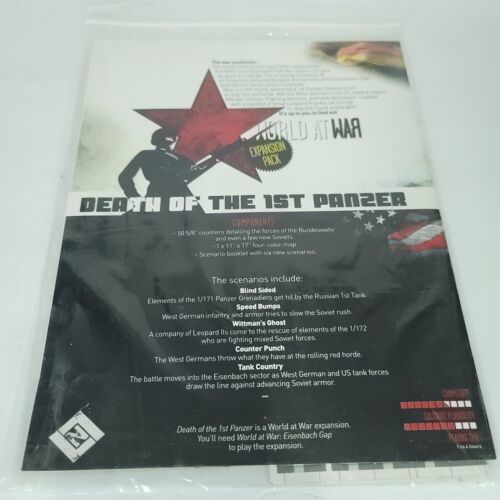 The war continues...
It's up to you to find out.
WORLD AT WAR
EXPANSION
PACK
DEATH OF THE 1ST PANZER
COMPONENTS
- 50 5/8" counters detailing the forces of the Bundeswehr
and even a few new Soviets.
- 1 x 11" x 17" four-color map.
- Scenario booklet with six new scenarios.
The scenarios include:
Blind Sided
Elements of the 1/171 Panzer Grenadiers get hit by the Russian 1st Tank
Speed Bumps
West German infantry and armor tries to slow the Soviet rush.
Wittman's Ghost
A company of Leopard IIs come to the rescue of elements of the 1/172
who are fighting mixed Soviet forces.
Counter Punch
The West Germans throw what they have at the rolling red horde.
Tank Country
The battle moves into the Eisenbach sector as West German and US tank forces
draw the line against advancing Soviet armor.
...
Death of the 1st Panzer is a World at War expansion.
You'll need World at War: Eisenbach Gap
to play the expansion.
COMPLEXITY
SOLITAIRE PLAYABILITY
PLAYING TIME
1 to 4 hours